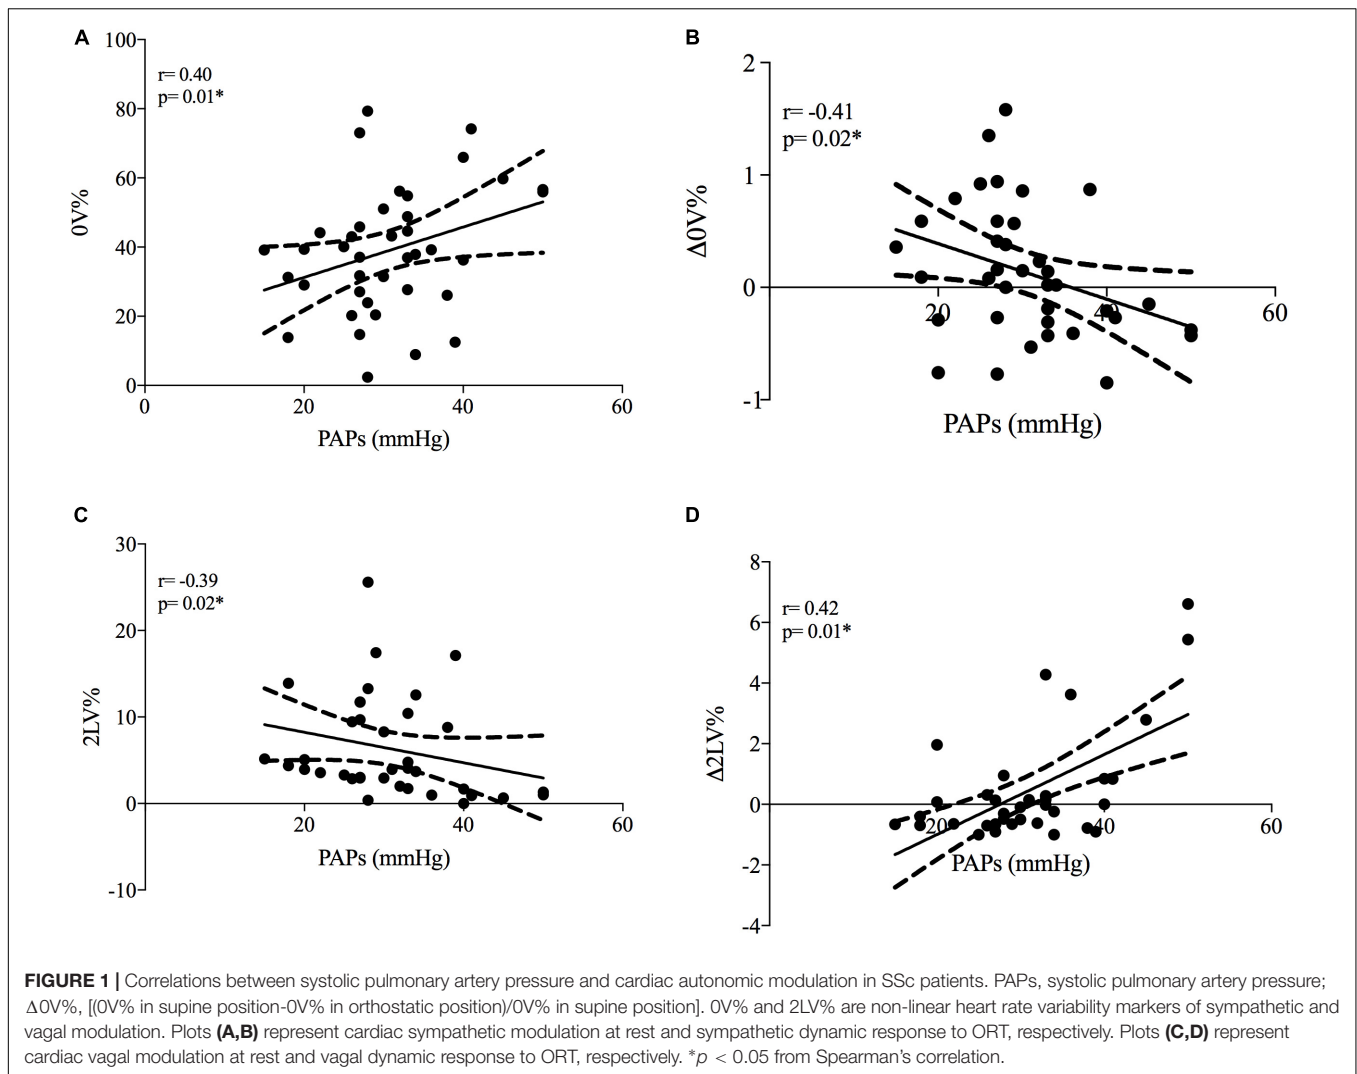 A
100
80
60
40
20
0
0
20
40
60
r= 0.40
p= 0.01*
0V%
PAPs (mmHg)
B
2
1
0
-1
20
40
60
r= -0.41
p= 0.02*
Δ0V%
PAPs (mmHg)
C
30
20
10
0
-10
20
40
60
r= -0.39
p= 0.02*
2LV%
PAPs (mmHg)
D
8
6
4
2
0
-2
-4
20
40
60
r= 0.42
p= 0.01*
Δ2LV%
PAPs (mmHg)
FIGURE 1 | Correlations between systolic pulmonary artery pressure and cardiac autonomic modulation in SSc patients. PAPs, systolic pulmonary artery pressure;
Δ0V%, [(0V% in supine position-0V% in orthostatic position)/0V% in supine position]. 0V% and 2LV% are non-linear heart rate variability markers of sympathetic and
vagal modulation. Plots (A,B) represent cardiac sympathetic modulation at rest and sympathetic dynamic response to ORT, respectively. Plots (C,D) represent
cardiac vagal modulation at rest and vagal dynamic response to ORT, respectively. *p < 0.05 from Spearman's correlation.